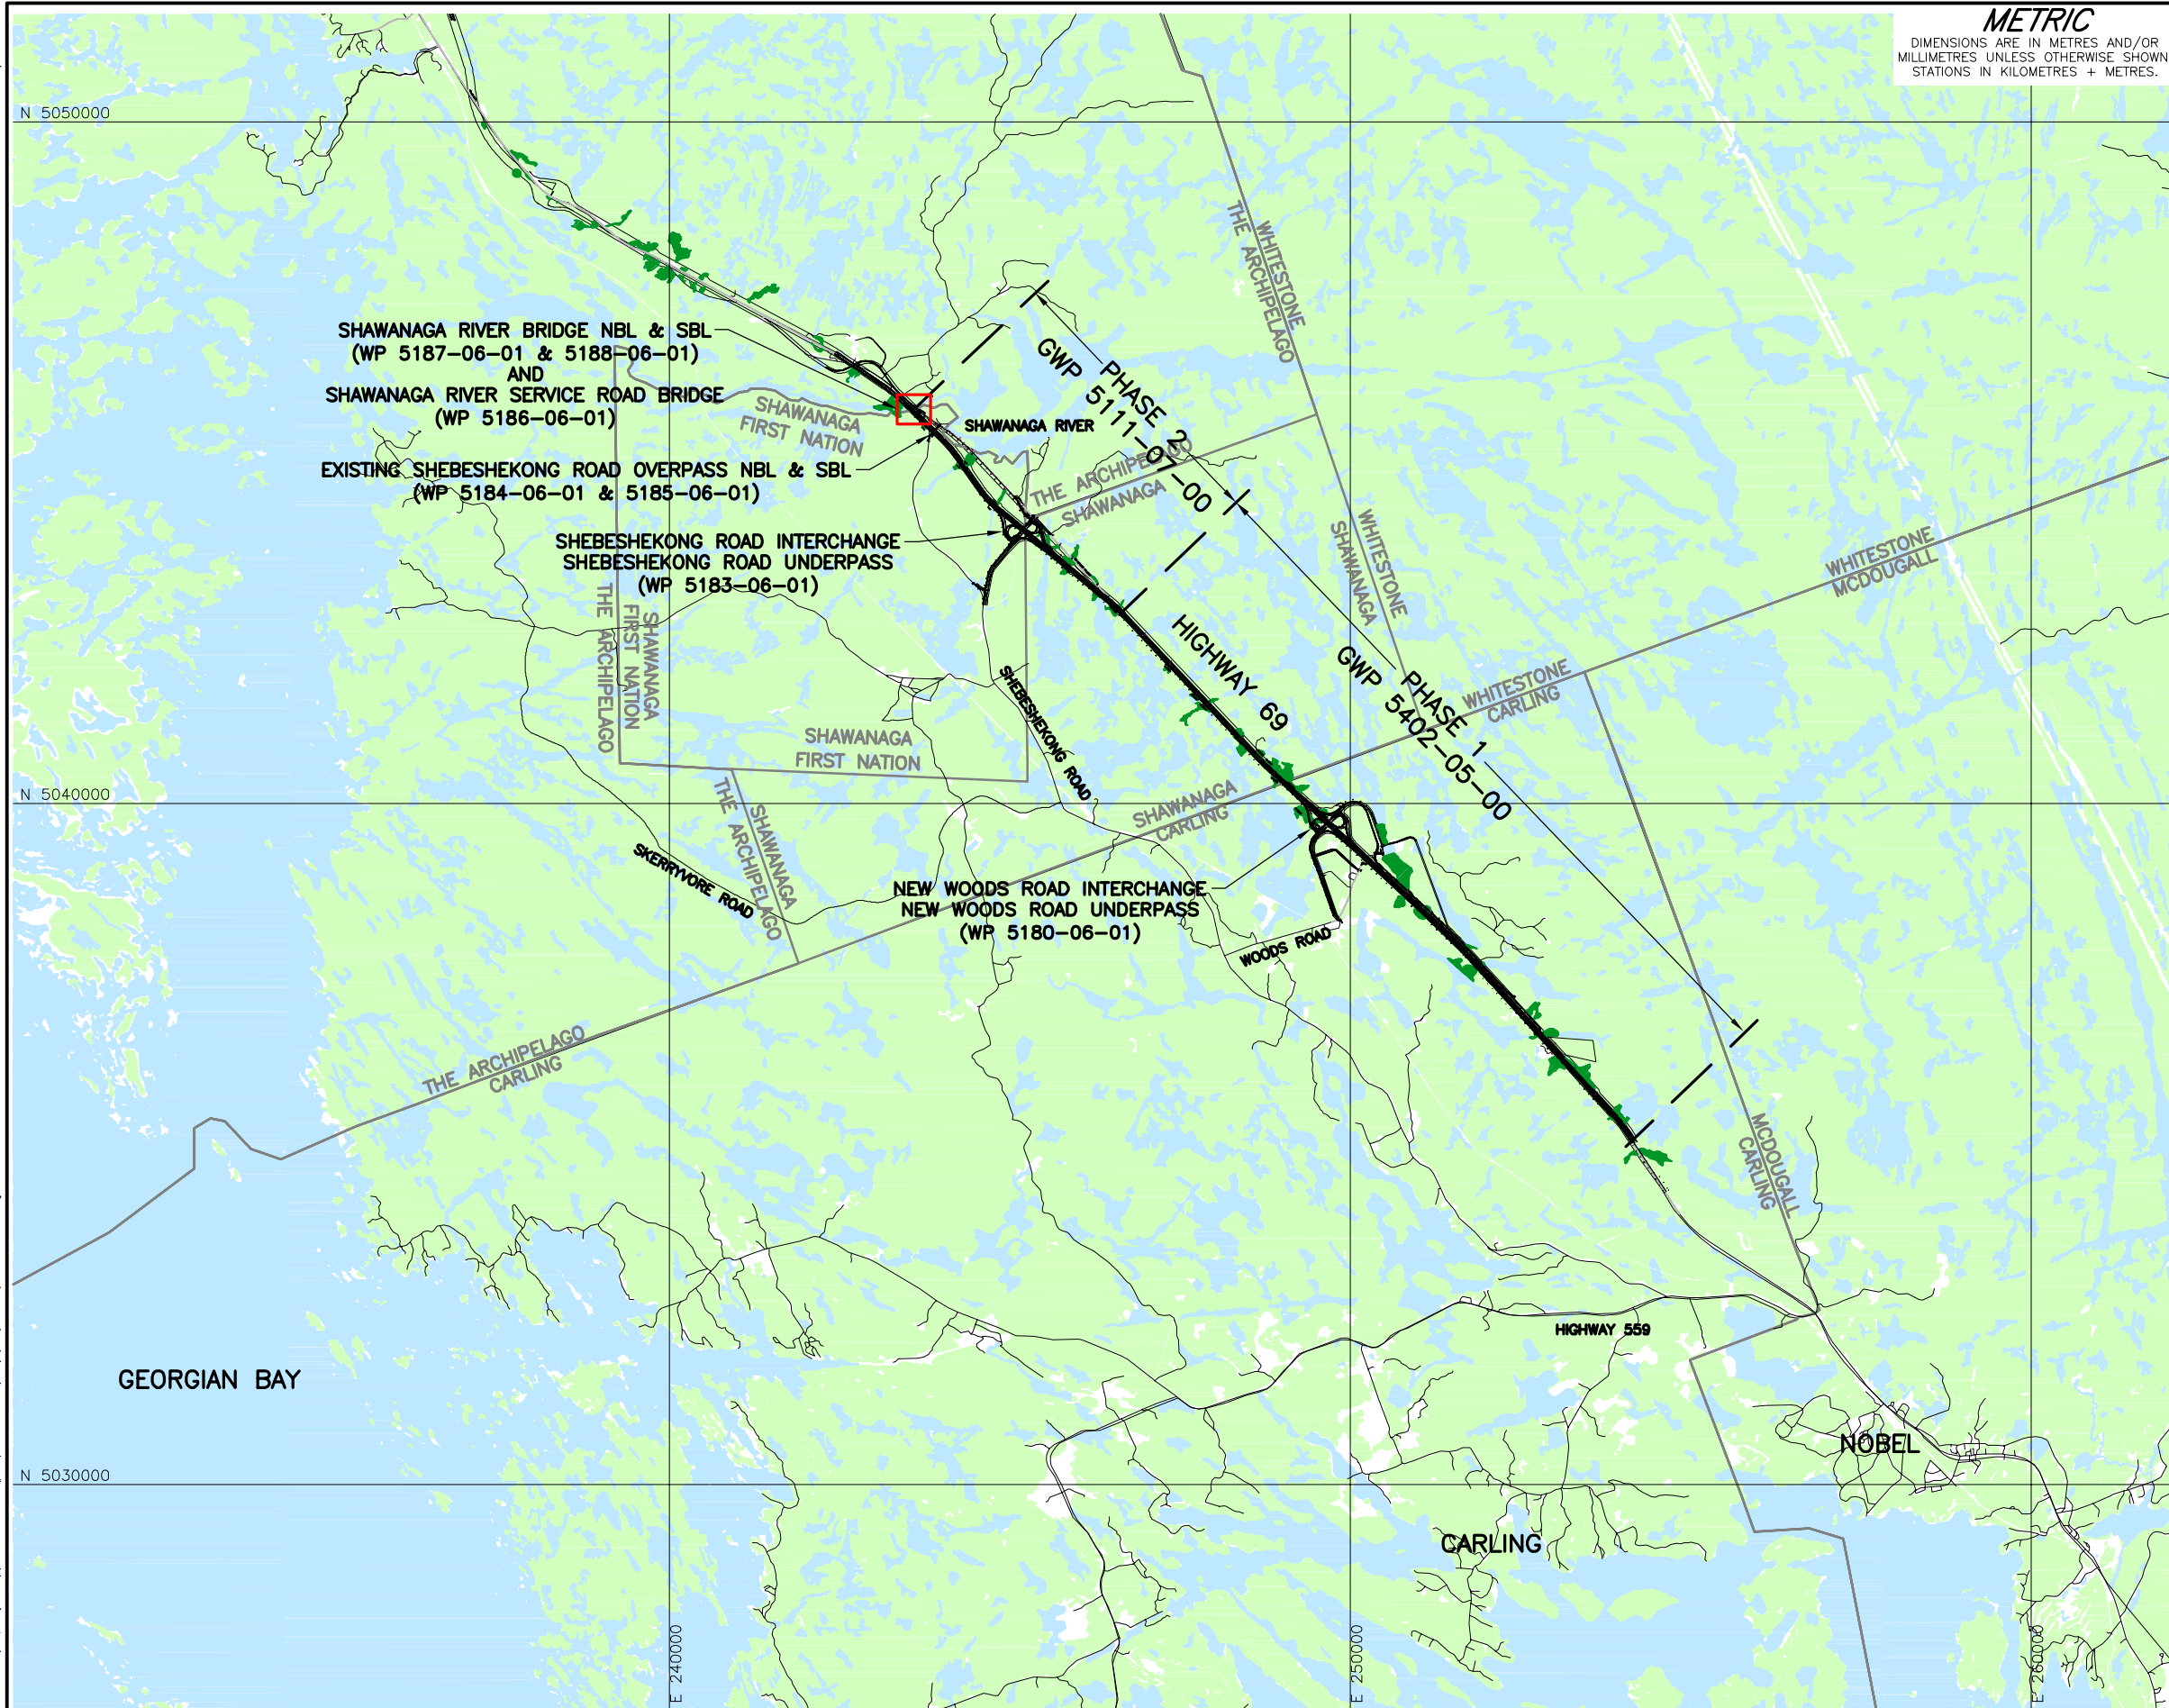 METRIC
DIMENSIONS ARE IN METRES AND/OR
MILLIMETRES UNLESS OTHERWISE SHOWN
STATIONS IN KILOMETRES + METRES.
N 5050000
WHITESTONE
THE ARCHIPELAGO
SHAWANAGA RIVER BRIDGE NBL & SBL
(WP 5187-06-01 & 5188-06-01)
AND
SHAWANAGA RIVER SERVICE ROAD BRIDGE
(WP 5186-06-01)
PHASE 2
GWP 5111-07-00
SHAWANAGA
FIRST NATION
SHAWANAGA RIVER
EXISTING SHEBESHEKONG ROAD OVERPASS NBL & SBL
(WP 5184-06-01 & 5185-06-01)
THE ARCHIPELAGO
SHAWANAGA
SHEBESHEKONG ROAD INTERCHANGE
SHEBESHEKONG ROAD UNDERPASS
(WP 5183-06-01)
WHITESTONE
SHAWANAGA
WHITESTONE
MCDOUGALL
SHAWANAGA
FIRST NATION
THE ARCHIPELAGO
HIGHWAY 69
PHASE 1
GWP 5402-05-00
WHITESTONE
CARLING
SHEBESHEKONG ROAD
SHAWANAGA
FIRST NATION
N 5040000
SHAWANAGA
THE ARCHIPELAGO
SHAWANAGA
CARLING
SKERRYVORE ROAD
NEW WOODS ROAD INTERCHANGE
NEW WOODS ROAD UNDERPASS
(WP 5180-06-01)
WOODS ROAD
THE ARCHIPELAGO
CARLING
MCDOUGALL
CARLING
HIGHWAY 559
GEORGIAN BAY
NOBEL
N 5030000
CARLING
E 240000
E 250000
E 260000